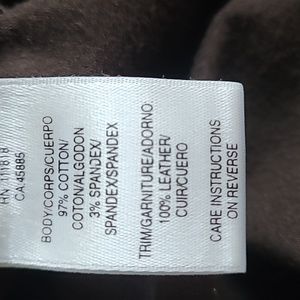 RN 111818
CA 45885
BODY/CORPS/CUERPO
97% COTTON/
COTON/ALGODON
3% SPANDEX/
SPANDEX/SPANDEX
TRIM/GARNITURE/ADORNO:
100% LEATHER/
CUIR/CUERO
CARE INSTRUCTIONS
ON REVERSE